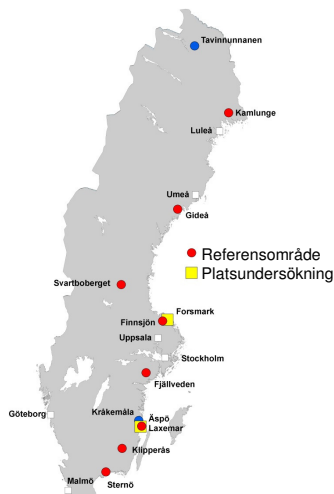 Tavinnunnanen
Kamlunge
Luleå
Umeå
Gideå
Referensområde
Platsundersökning
Svartboberget
Forsmark
Finnsjön
Uppsala
Stockholm
Fjällveden
Kråkemåla
Äspö
Göteborg
Laxemar
Klipperås
Malmö
Sternö